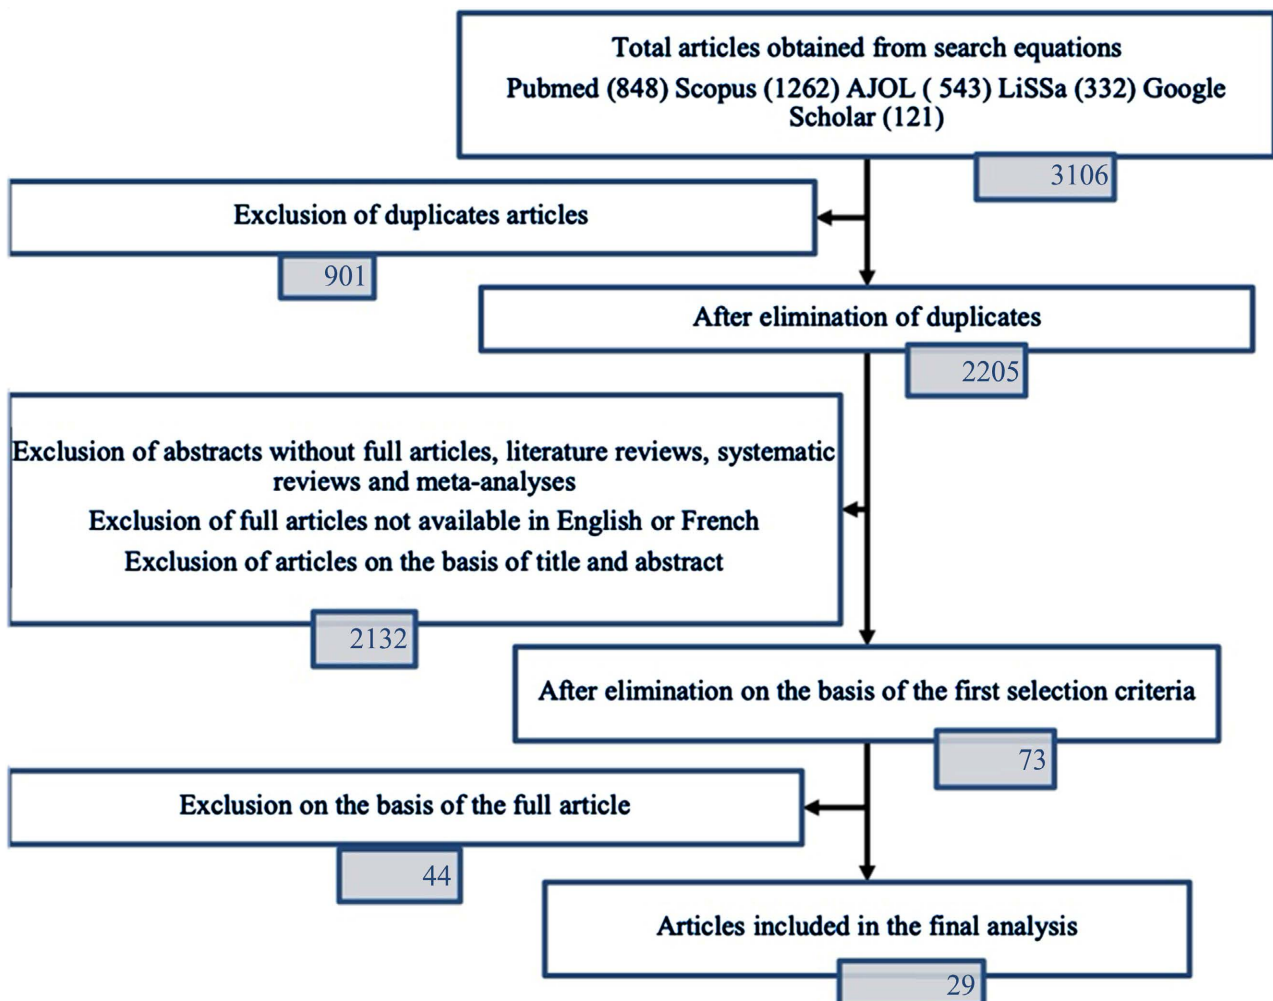 Total articles obtained from search equations
Pubmed (848) Scopus (1262) AJOL ( 543) LiSSa (332) Google
Scholar (121)
3106
Exclusion of duplicates articles
901
After elimination of duplicates
2205
Exclusion of abstracts without full articles, literature reviews, systematic
reviews and meta-analyses
Exclusion of full articles not available in English or French
Exclusion of articles on the basis of title and abstract
2132
After elimination on the basis of the first selection criteria
73
Exclusion on the basis of the full article
44
Articles included in the final analysis
29